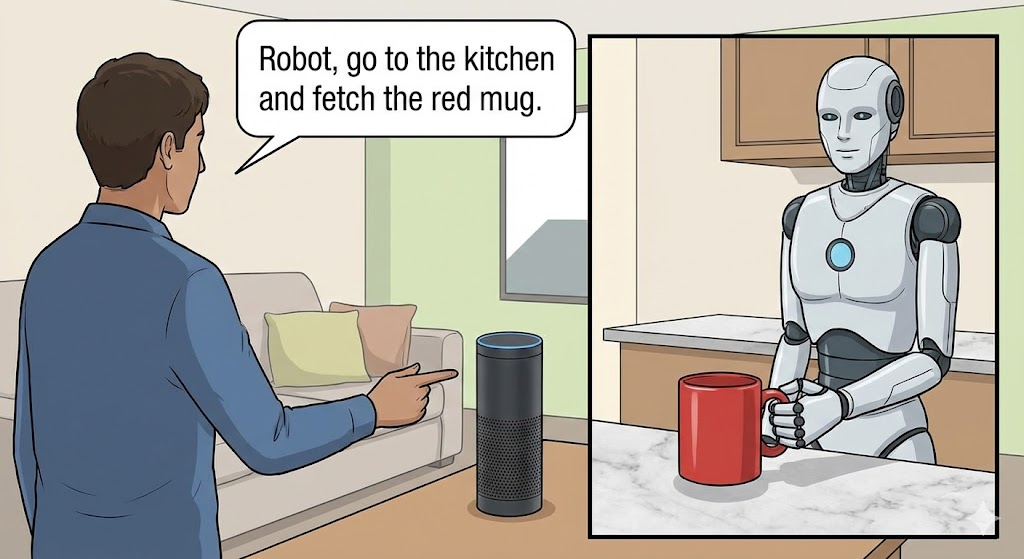 Robot, go to the kitchen
and fetch the red mug.